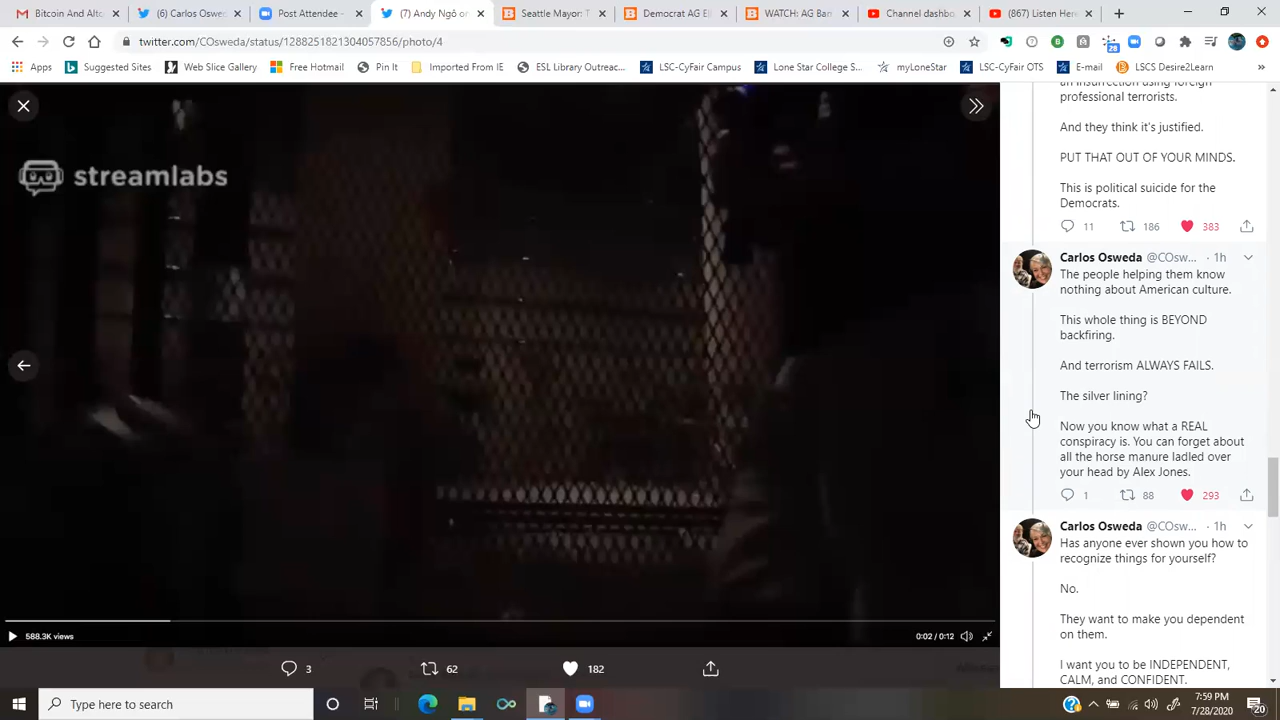 Bitcoin And Altc
(6) Carlos Oswed
Post Attendee -
(7) Andy Ngô on
Seattle Mayor: T
Democrat AG El
WATCH: AG Barr
Channel dashbo
(867) Listen Here
twitter.com/COsweda/status/1288251821304057856/photo/4
28
Apps
Suggested Sites
Web Slice Gallery
Free Hotmail
Pin It
Imported From IE
ESL Library Outreac...
LSC-CyFair Campus
Lone Star College S...
myLoneStar
LSC-CyFair OTS
E-mail
LSCS Desire2Learn
streamlabs
an insurrection using foreign
professional terrorists.
And they think it's justified.
PUT THAT OUT OF YOUR MINDS.
This is political suicide for the
Democrats.
11
186
383
Carlos Osweda @COsw... · 1h
The people helping them know
nothing about American culture.
This whole thing is BEYOND
backfiring.
And terrorism ALWAYS FAILS.
The silver lining?
Now you know what a REAL
conspiracy is. You can forget about
all the horse manure ladled over
your head by Alex Jones.
1
88
293
Carlos Osweda @COsw... · 1h
Has anyone ever shown you how to
recognize things for yourself?
No.
They want to make you dependent
on them.
I want you to be INDEPENDENT,
CALM, and CONFIDENT.
588.3K views
0:02 / 0:12
3
62
182
Type here to search
7:59 PM
7/28/2020
20